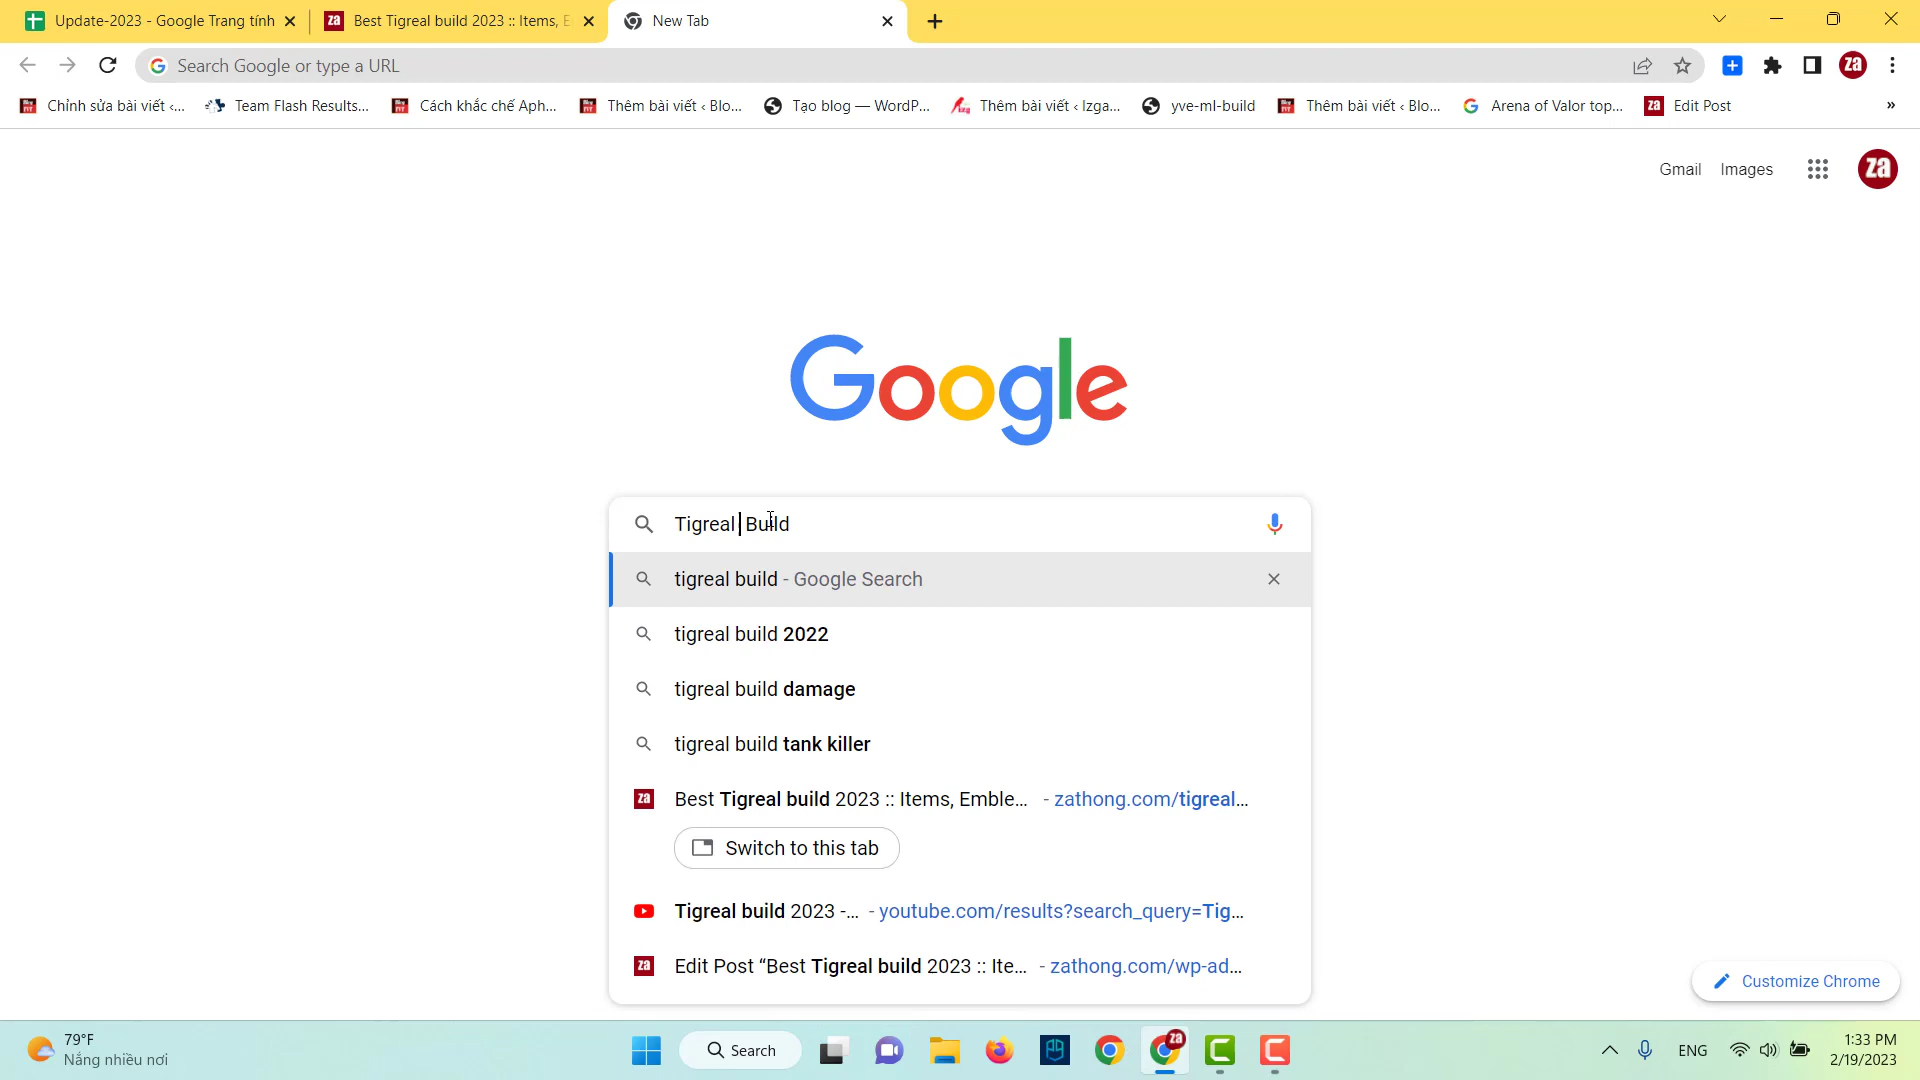 Update-2023 - Google Trang tính
Best Tigreal build 2023 :: Items, E
New Tab
Search Google or type a URL
Chỉnh sửa bài viết ‹...
Team Flash Results...
Cách khắc chế Aph...
Thêm bài viết ‹ Blo...
Tạo blog — WordP...
Thêm bài viết ‹ Izga...
yve-ml-build
Thêm bài viết ‹ Blo...
Arena of Valor top...
Edit Post
»
Gmail
Images
za
Google
Tigreal Build
tigreal build - Google Search
tigreal build 2022
tigreal build damage
tigreal build tank killer
Best Tigreal build 2023 :: Items, Emble... - zathong.com/tigreal...
Switch to this tab
Tigreal build 2023 -... - youtube.com/results?search_query=Tig...
Edit Post “Best Tigreal build 2023 :: Ite... - zathong.com/wp-ad...
Customize Chrome
79°F
Nắng nhiều nơi
Search
ENG
1:33 PM
2/19/2023